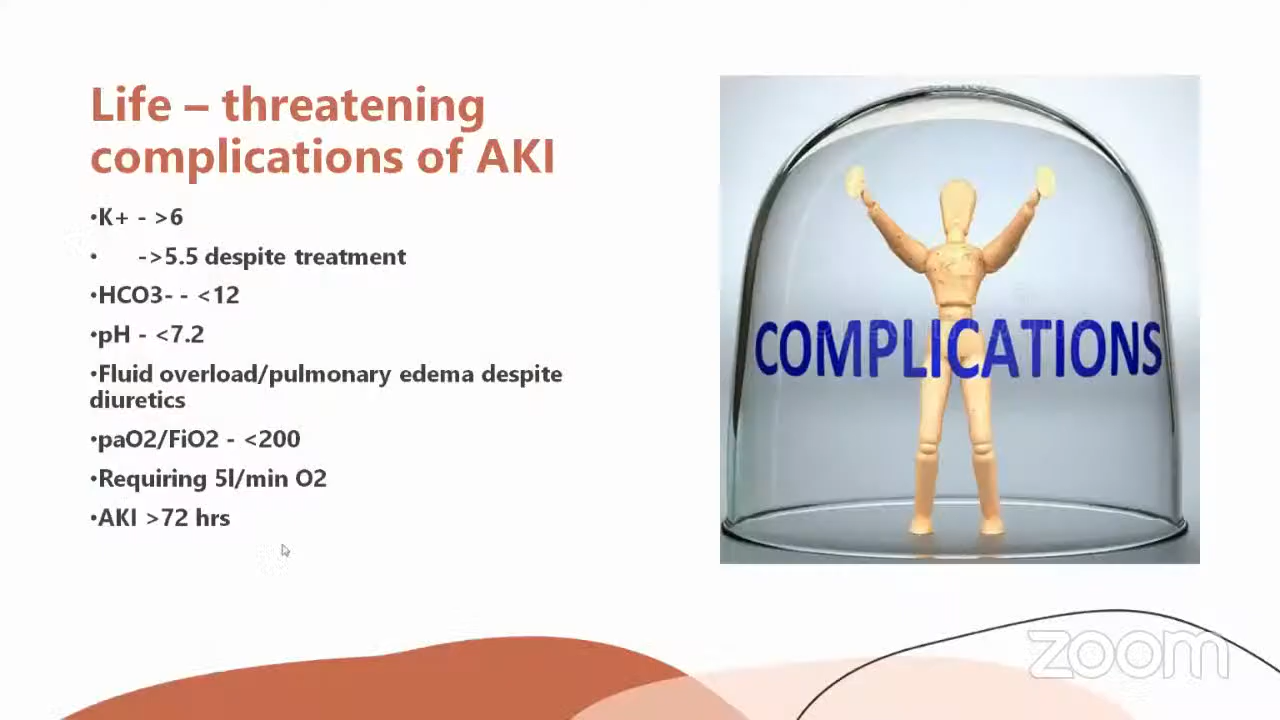 Life – threatening
complications of AKI
•K+ - >6
• ->5.5 despite treatment
•HCO3- - <12
•pH - <7.2
•Fluid overload/pulmonary edema despite
diuretics
•paO2/FiO2 - <200
•Requiring 5l/min O2
•AKI >72 hrs
COMPLICATIONS
zoom